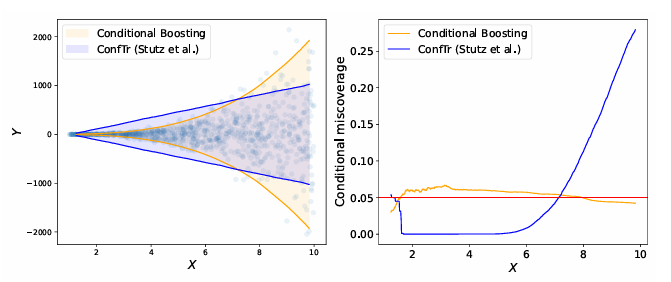 Conditional Boosting
ConfTr (Stutz et al.)
2000
1000
0
−1000
−2000
Y
2
4
6
8
10
X
Conditional Boosting
ConfTr (Stutz et al.)
0.25
0.20
0.15
0.10
0.05
0.00
Conditional miscoverage
2
4
6
8
10
X